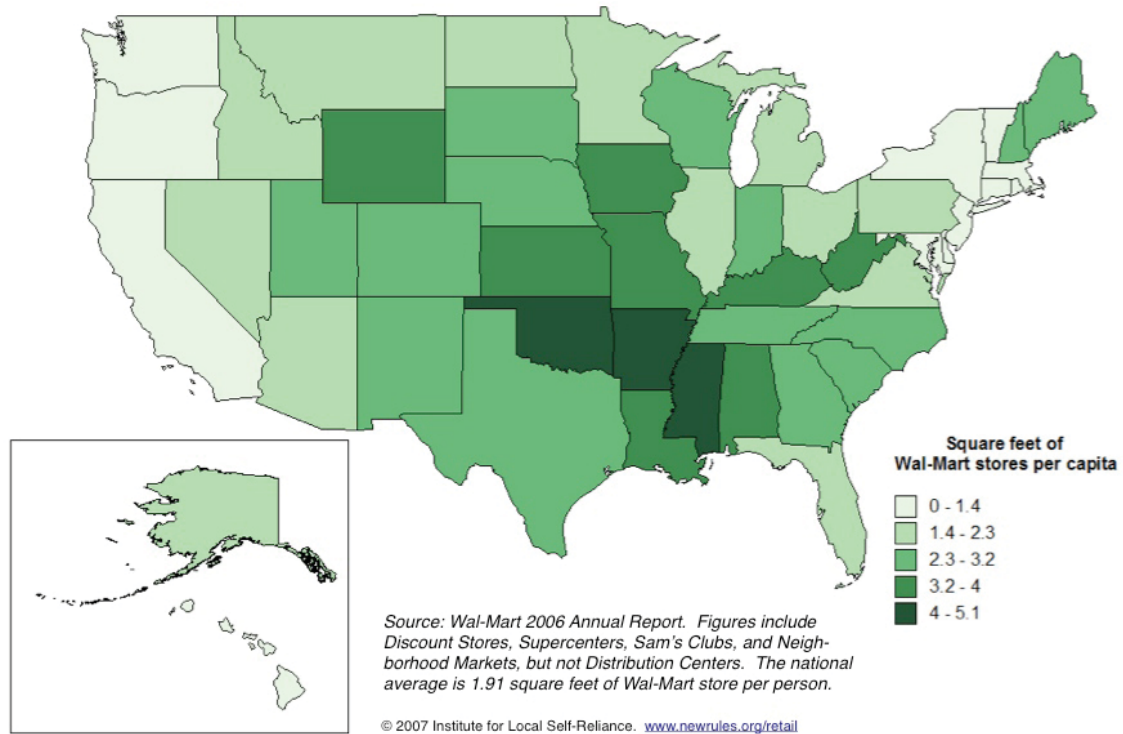 Square feet of
Wal-Mart stores per capita
0 - 1.4
1.4 - 2.3
2.3 - 3.2
3.2 - 4
4 - 5.1
Source: Wal-Mart 2006 Annual Report.  Figures include
Discount Stores, Supercenters, Sam's Clubs, and Neigh-
borhood Markets, but not Distribution Centers.  The national
average is 1.91 square feet of Wal-Mart store per person.
© 2007 Institute for Local Self-Reliance.  www.newrules.org/retail